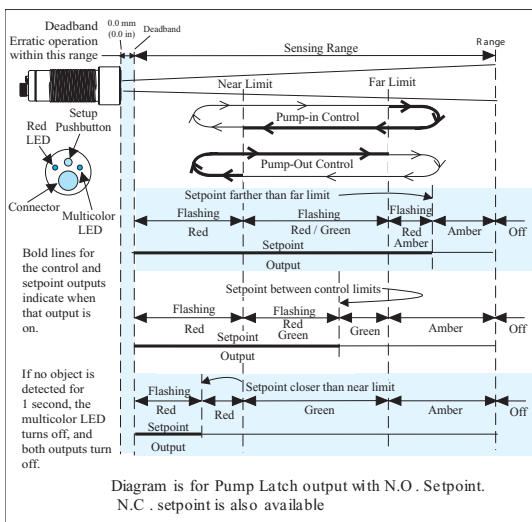 Deadband
Erratic operation
within this range
0.0 mm
(0.0 in)
Deadband
Sensing Range
Range
Near Limit
Far Limit
Pump-in Control
Pump-Out Control
Setup
Pushbutton
Red
LED
Connector
Multicolor
LED
Setpoint farther than far limit
Flashing
Red
Flashing
Red / Green
Flashing
Red
Amber
Amber
Off
Setpoint
Output
Bold lines for
the control and
setpoint outputs
indicate when
that output is
on.
Setpoint between control limits
Flashing
Red
Flashing
Red
Green
Green
Amber
Off
Setpoint
Output
If no object is
detected for
1 second, the
multicolor LED
turns off, and
both outputs turn
off.
Setpoint closer than near limit
Flashing
Red
Red
Green
Amber
Off
Setpoint
Output
Diagram is for Pump Latch output with N.O. Setpoint.
N.C. setpoint is also available